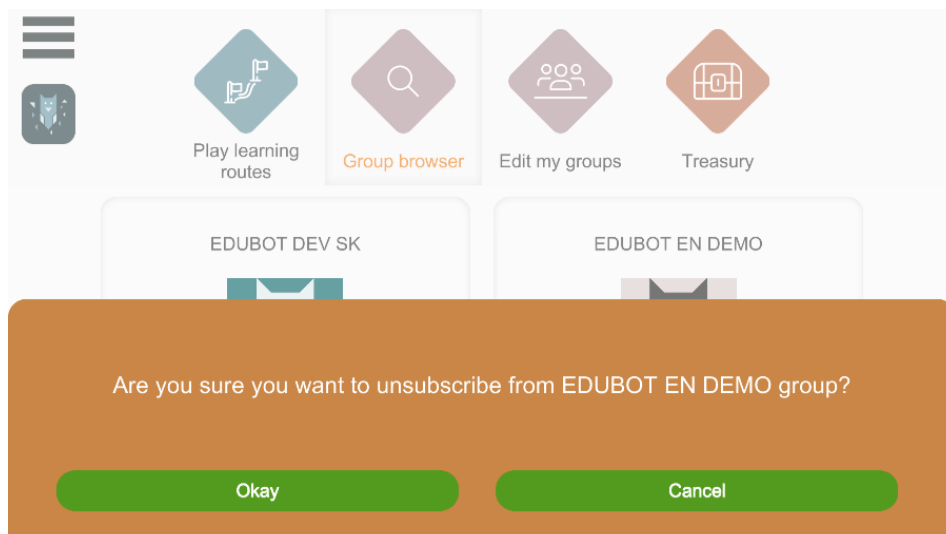 Play learning
routes
Group browser
Edit my groups
Treasury
EDUBOT DEV SK
EDUBOT EN DEMO
Are you sure you want to unsubscribe from EDUBOT EN DEMO group?
Okay
Cancel